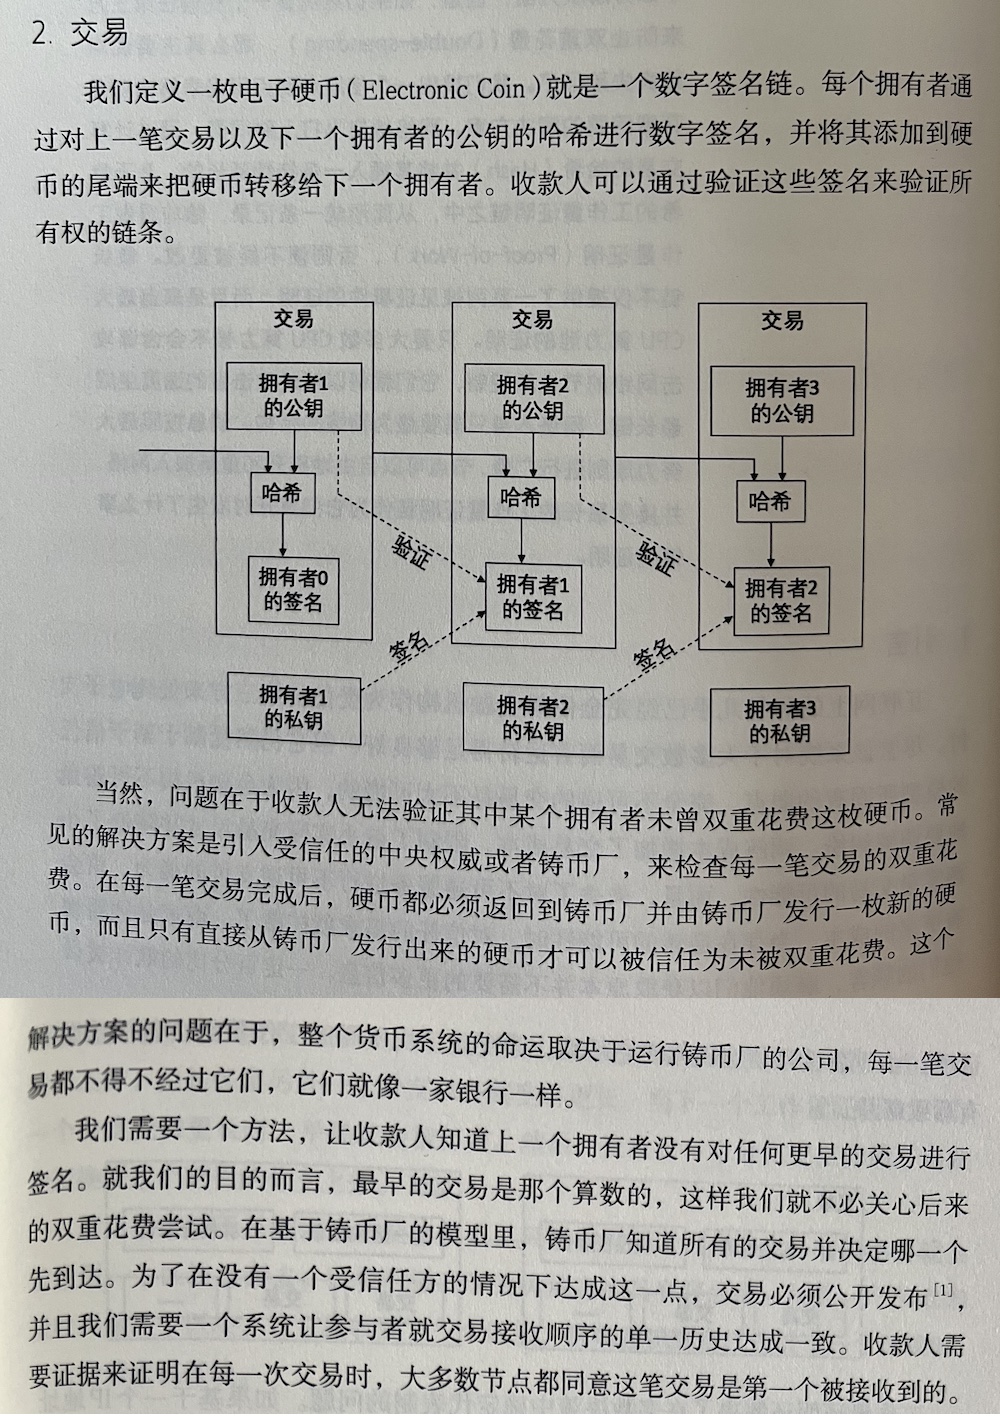 2. 交易
我们定义一枚电子硬币(Electronic Coin)就是一个数字签名链。每个拥有者通
过对上一笔交易以及下一个拥有者的公钥的哈希进行数字签名，并将其添加到硬
币的尾端来把硬币转移给下一个拥有者。收款人可以通过验证这些签名来验证所
有权的链条。
交易
交易
交易
拥有者1
的公钥
拥有者2
的公钥
拥有者3
的公钥
哈希
哈希
哈希
验证
验证
拥有者0
的签名
拥有者1
的签名
拥有者2
的签名
签名
签名
拥有者1
的私钥
拥有者2
的私钥
拥有者3
的私钥
当然，问题在于收款人无法验证其中某个拥有者未曾双重花费这枚硬币。常
见的解决方案是引入受信任的中央权威或者铸币厂，来检查每一笔交易的双重花
费。在每一笔交易完成后，硬币都必须返回到铸币厂并由铸币厂发行一枚新的硬
币，而且只有直接从铸币厂发行出来的硬币才可以被信任为未被双重花费。这个
解决方案的问题在于，整个货币系统的命运取决于运行铸币厂的公司，每一笔交
易都不得不经过它们，它们就像一家银行一样。
我们需要一个方法，让收款人知道上一个拥有者没有对任何更早的交易进行
签名。就我们的目的而言，最早的交易是那个算数的，这样我们就不必关心后来
的双重花费尝试。在基于铸币厂的模型里，铸币厂知道所有的交易并决定哪一个
先到达。为了在没有一个受信任方的情况下达成这一点，交易必须公开发布[1]，
并且我们需要一个系统让参与者就交易接收顺序的单一历史达成一致。收款人需
要证据来证明在每一次交易时，大多数节点都同意这笔交易是第一个被接收到的。